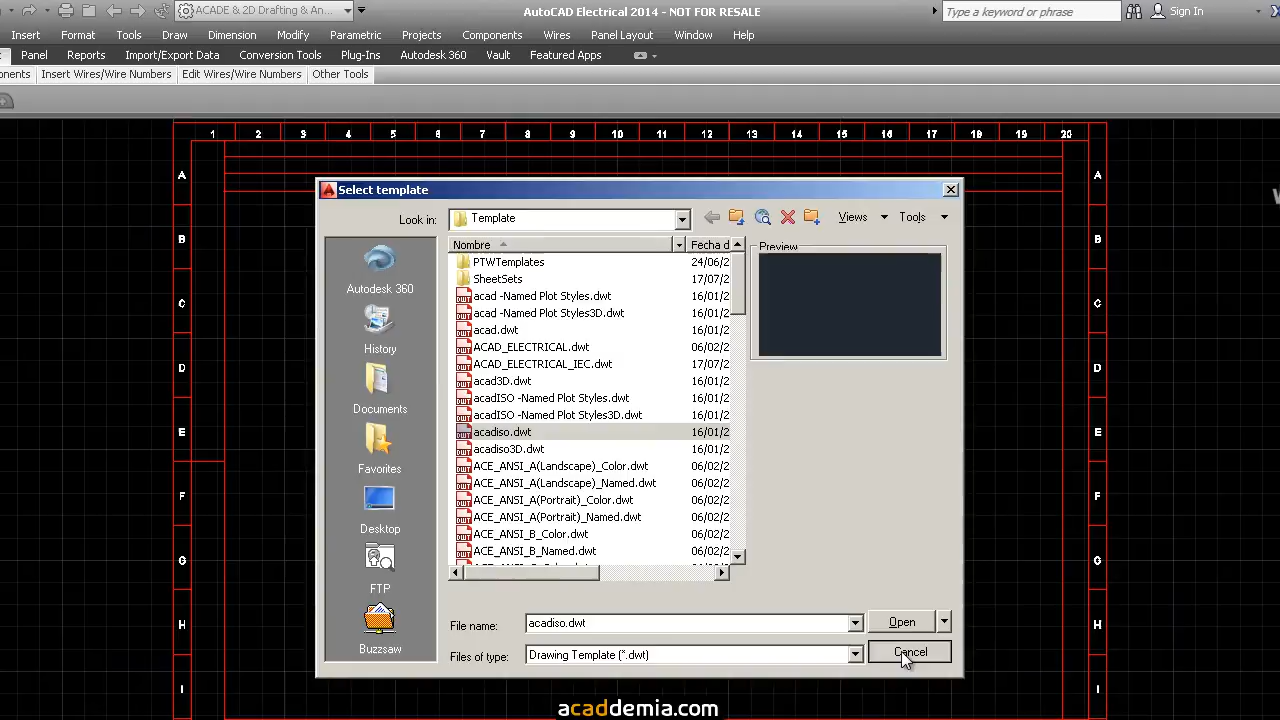 ACADE & 2D Drafting & An... AutoCAD Electrical 2014 - NOT FOR RESALE Type a keyword or phrase Sign In
Insert Format Tools Draw Dimension Modify Parametric Projects Components Wires Panel Layout Window Help
Panel Reports Import/Export Data Conversion Tools Plug-Ins Autodesk 360 Vault Featured Apps
onents Insert Wires/Wire Numbers Edit Wires/Wire Numbers Other Tools
1 2 3 4 5 6 7 8 9 10 11 12 13 14 15 16 17 18 19 20
A A
Select template
Look in: Template Views Tools
B B
Nombre Fecha d Preview
PTWTemplates 24/06/2
SheetSets 17/07/2
acad -Named Plot Styles.dwt 16/01/2
C C
acad -Named Plot Styles3D.dwt 16/01/2
acad.dwt 16/01/2
ACAD_ELECTRICAL.dwt 06/02/2
ACAD_ELECTRICAL_IEC.dwt 17/07/2
D D
acad3D.dwt 16/01/2
acadISO -Named Plot Styles.dwt 16/01/2
acadISO -Named Plot Styles3D.dwt 16/01/2
E E
acadiso.dwt 16/01/2
acadiso3D.dwt 16/01/2
ACE_ANSI_A(Landscape)_Color.dwt 06/02/2
ACE_ANSI_A(Landscape)_Named.dwt 06/02/2
F F
ACE_ANSI_A(Portrait)_Color.dwt 06/02/2
ACE_ANSI_A(Portrait)_Named.dwt 06/02/2
ACE_ANSI_B_Color.dwt 06/02/2
ACE_ANSI_B_Named.dwt 06/02/2
G G
Autodesk 360
History
Documents
Favorites
Desktop
FTP
Buzzsaw
H H
File name: acadiso.dwt Open
Files of type: Drawing Template (*.dwt) Cancel
I I
acaddemia.com